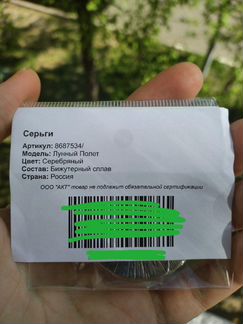 Серьги
Артикул: 8687534/
Модель: Лунный Полет
Цвет: Серебряный
Состав: Бижутерный сплав
Страна: Россия
ООО "АКТ" товар не подлежит обязательной сертификации